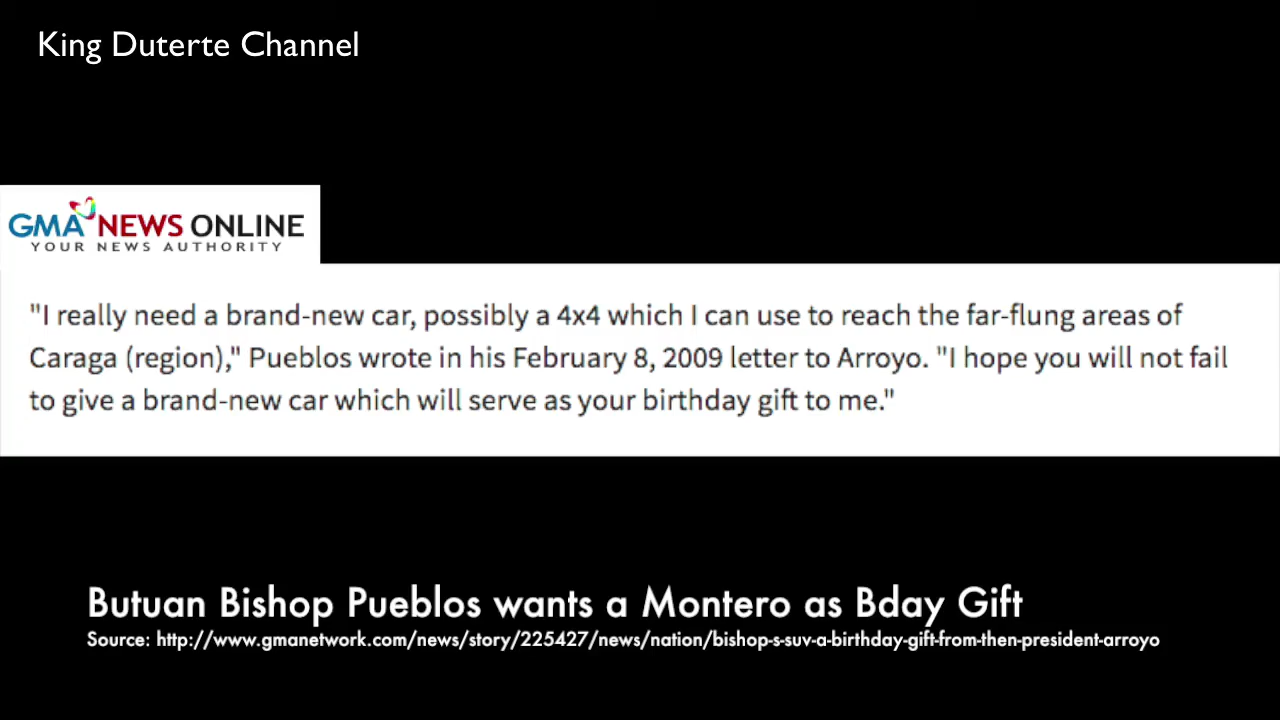 King Duterte Channel
GMA NEWS ONLINE
YOUR NEWS AUTHORITY
"I really need a brand-new car, possibly a 4x4 which I can use to reach the far-flung areas of
Caraga (region)," Pueblos wrote in his February 8, 2009 letter to Arroyo. "I hope you will not fail
to give a brand-new car which will serve as your birthday gift to me."
Butuan Bishop Pueblos wants a Montero as Bday Gift
Source: http://www.gmanetwork.com/news/story/225427/news/nation/bishop-s-suv-a-birthday-gift-from-then-president-arroyo